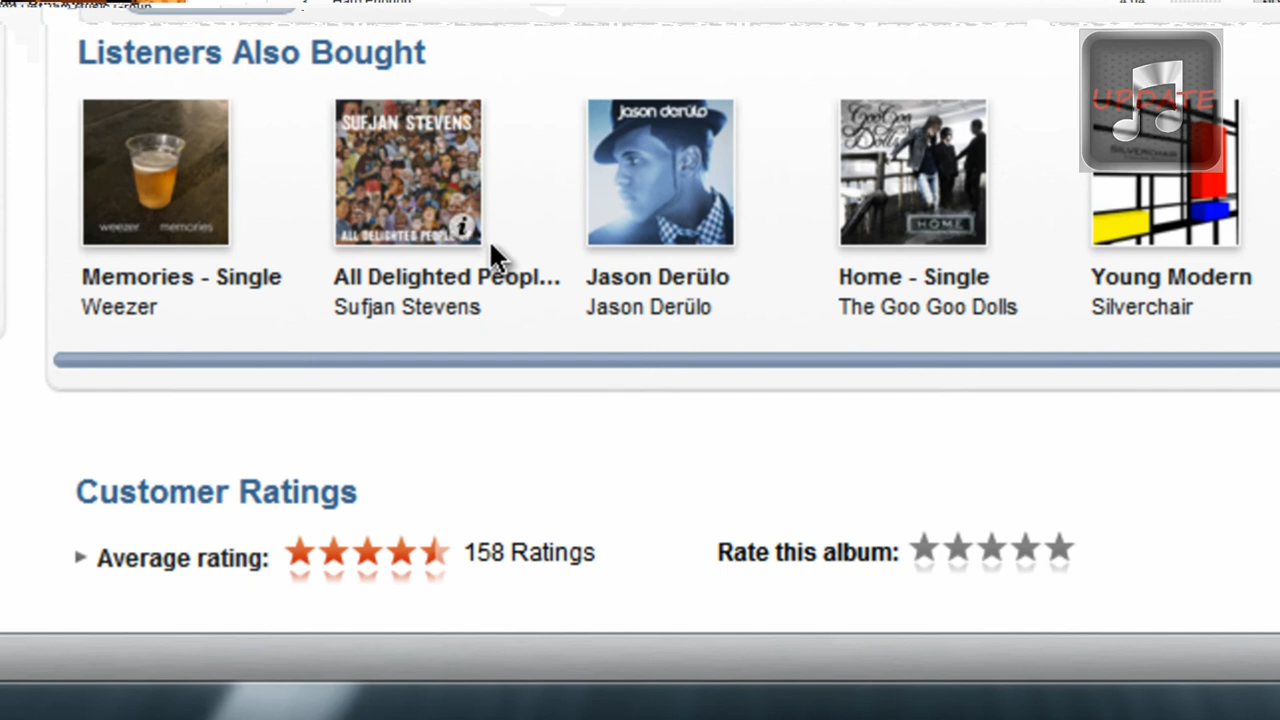 Listeners Also Bought
UPDATE
SUFJAN STEVENS
Jason derülo
Goo Goo Dolls
SILVERCHAIR
weezer memories
ALL DELIGHTED PEOPLE
HOME
Memories - Single
All Delighted Peopl...
Jason Derülo
Home - Single
Young Modern
Weezer
Sufjan Stevens
Jason Derülo
The Goo Goo Dolls
Silverchair
Customer Ratings
Average rating:
158 Ratings
Rate this album: